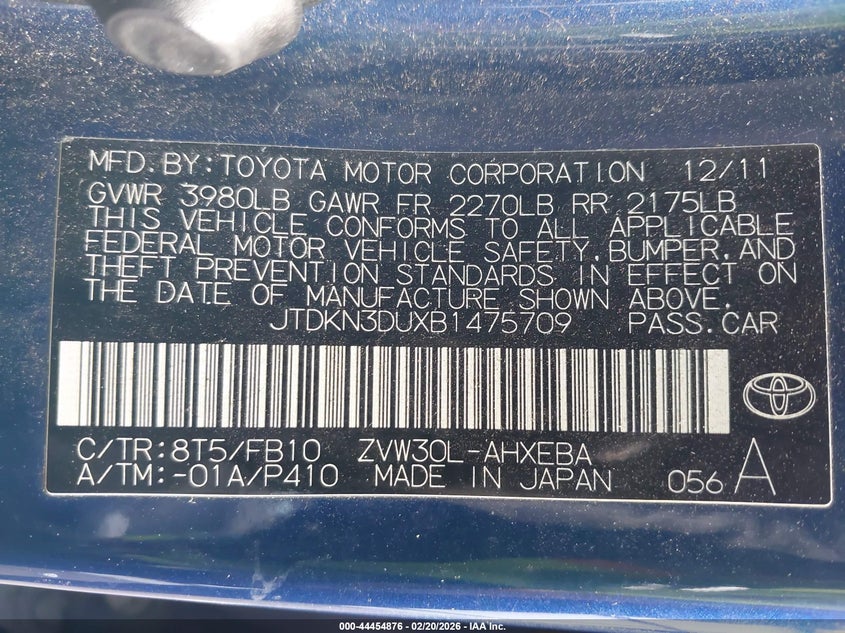 MFD.BY:TOYOTA MOTOR CORPORATION 12/11
GVWR 3980LB GAWR FR 2270LB RR 2175LB
THIS VEHICLE CONFORMS TO ALL APPLICABLE
FEDERAL MOTOR VEHICLE SAFETY,BUMPER,AND
THEFT PREVENTION STANDARDS IN EFFECT ON
THE DATE OF MANUFACTURE SHOWN ABOVE.
JTDKN3DUXB1475709 PASS.CAR
C/TR:8T5/FB10 ZVW30L-AHXEBA
A/TM:-01A/P410 MADE IN JAPAN 056 A
000-44454876 - 02/20/2026 - IAA Inc.